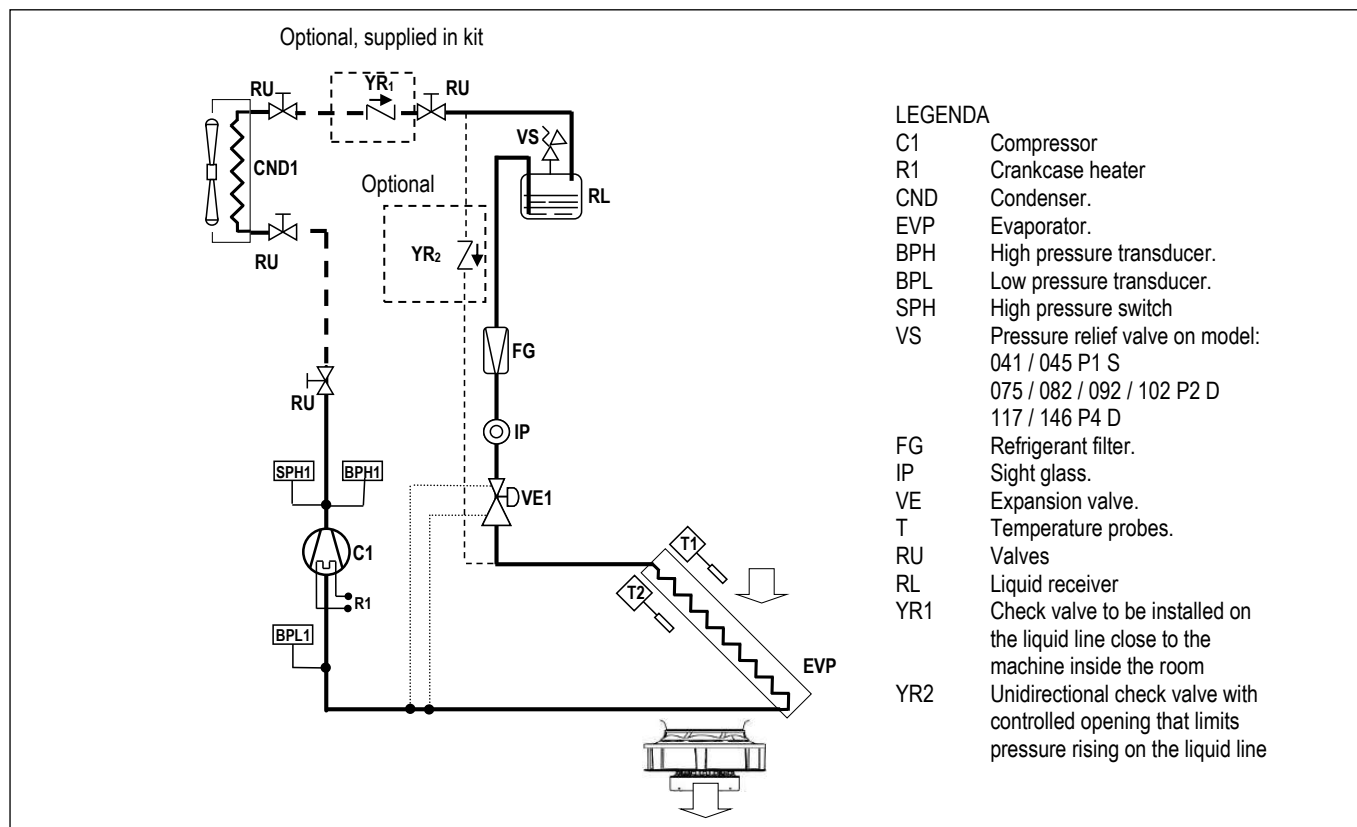 Optional, supplied in kit
RU
YR1
RU
VS
CND1
Optional
RL
RU
YR2
FG
RU
IP
SPH1
BPH1
VE1
C1
T1
R1
T2
BPL1
EVP
LEGENDA
C1 Compressor
R1 Crankcase heater
CND Condenser.
EVP Evaporator.
BPH High pressure transducer.
BPL Low pressure transducer.
SPH High pressure switch
VS Pressure relief valve on model:
041 / 045 P1 S
075 / 082 / 092 / 102 P2 D
117 / 146 P4 D
FG Refrigerant filter.
IP Sight glass.
VE Expansion valve.
T Temperature probes.
RU Valves
RL Liquid receiver
YR1 Check valve to be installed on
the liquid line close to the
machine inside the room
YR2 Unidirectional check valve with
controlled opening that limits
pressure rising on the liquid line